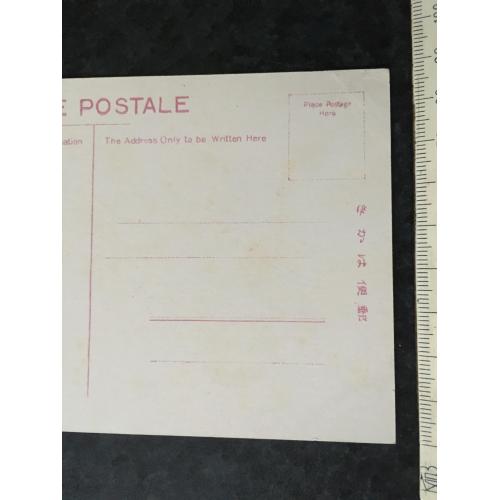 E POSTALE
ation
The Address Only to be Written Here
Place Postage
Here
きかは便郵